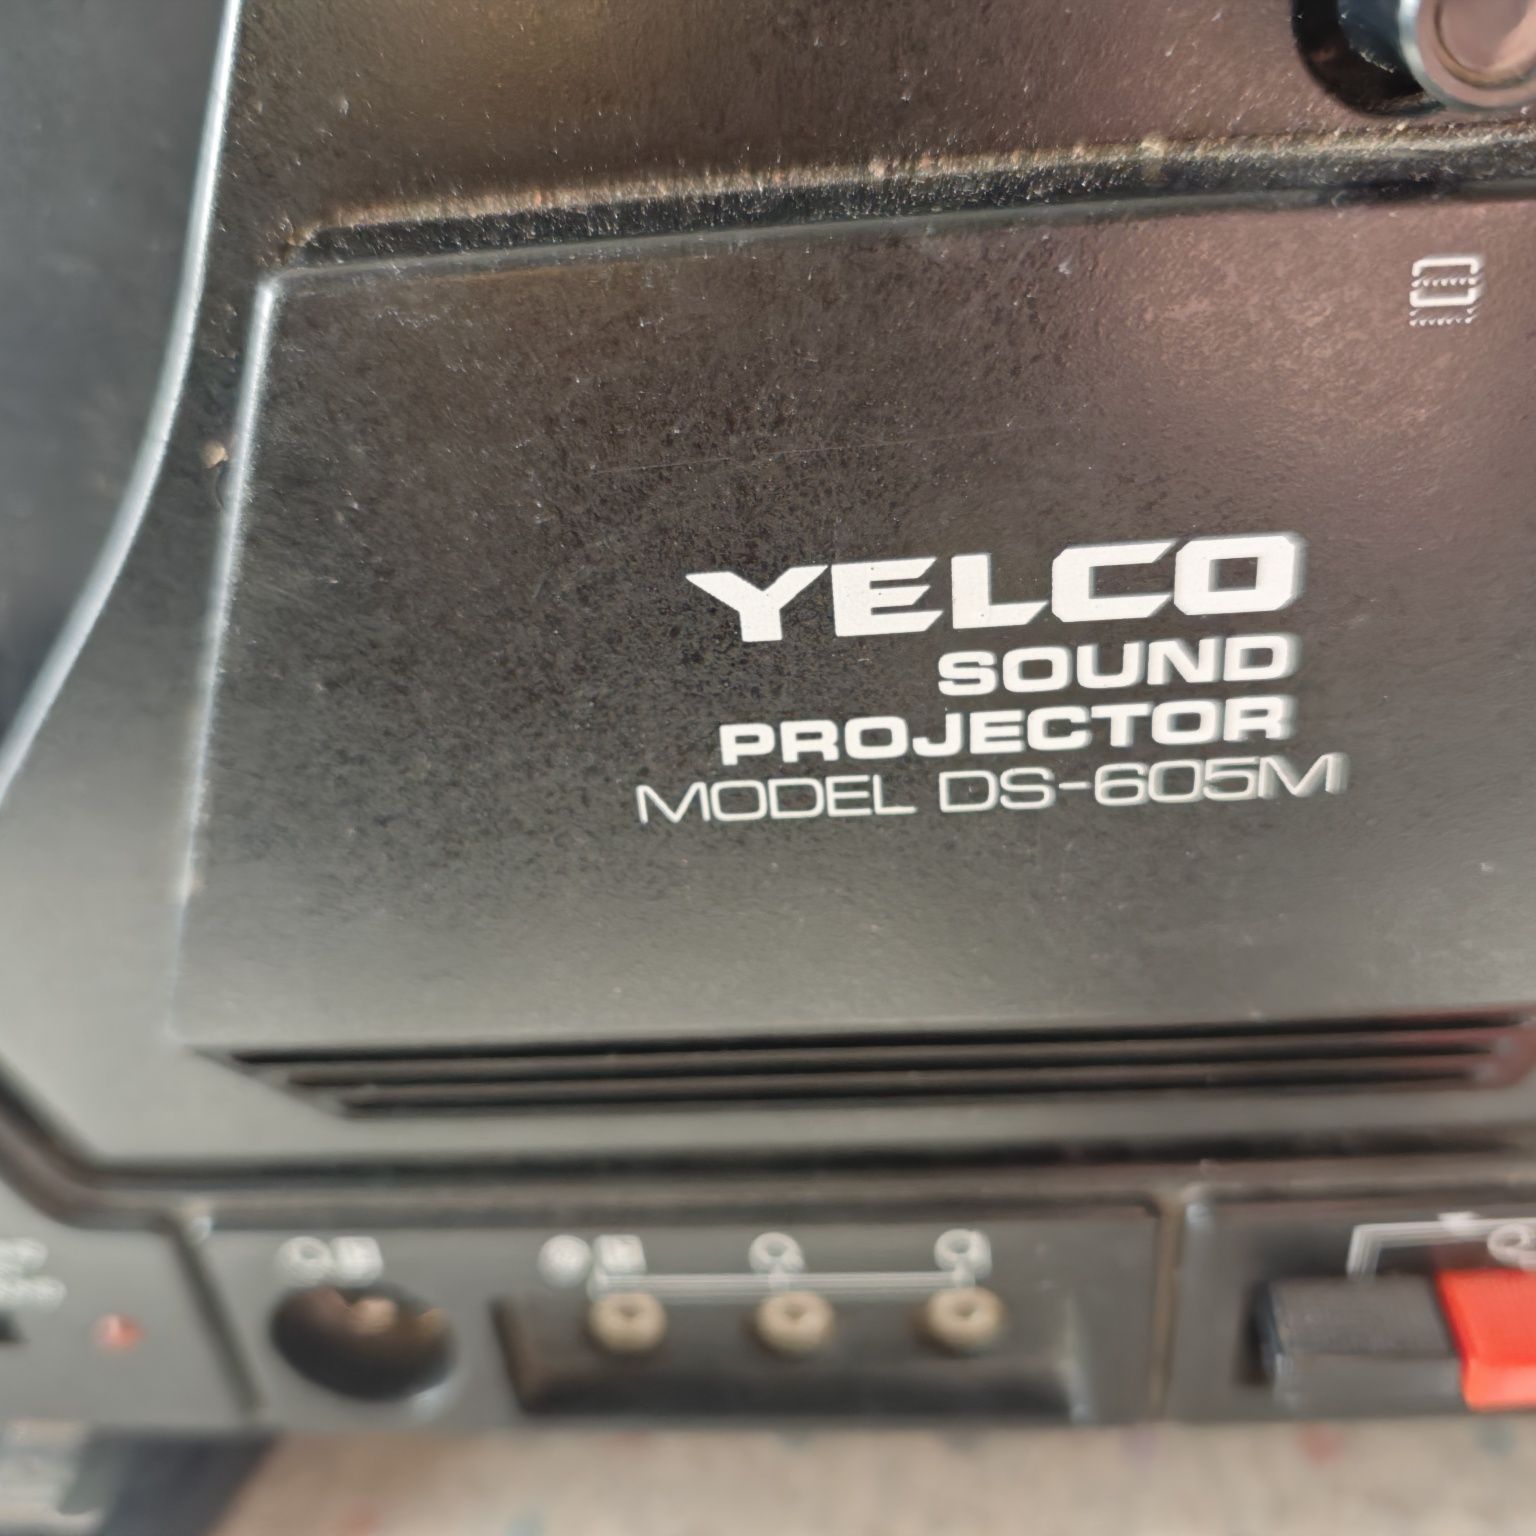 YELCO
SOUND
PROJECTOR
MODEL DS-605M